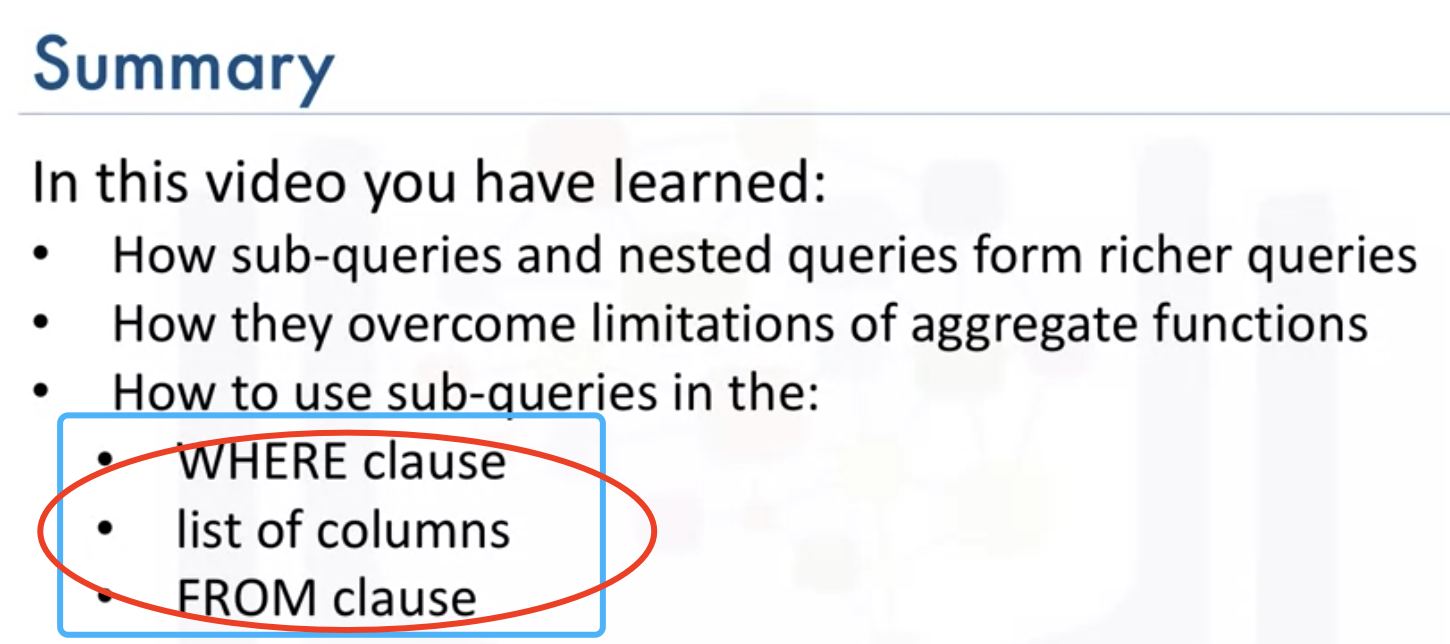 Summary
In this video you have learned:
• How sub-queries and nested queries form richer queries
• How they overcome limitations of aggregate functions
• How to use sub-queries in the:
• WHERE clause
• list of columns
• FROM clause